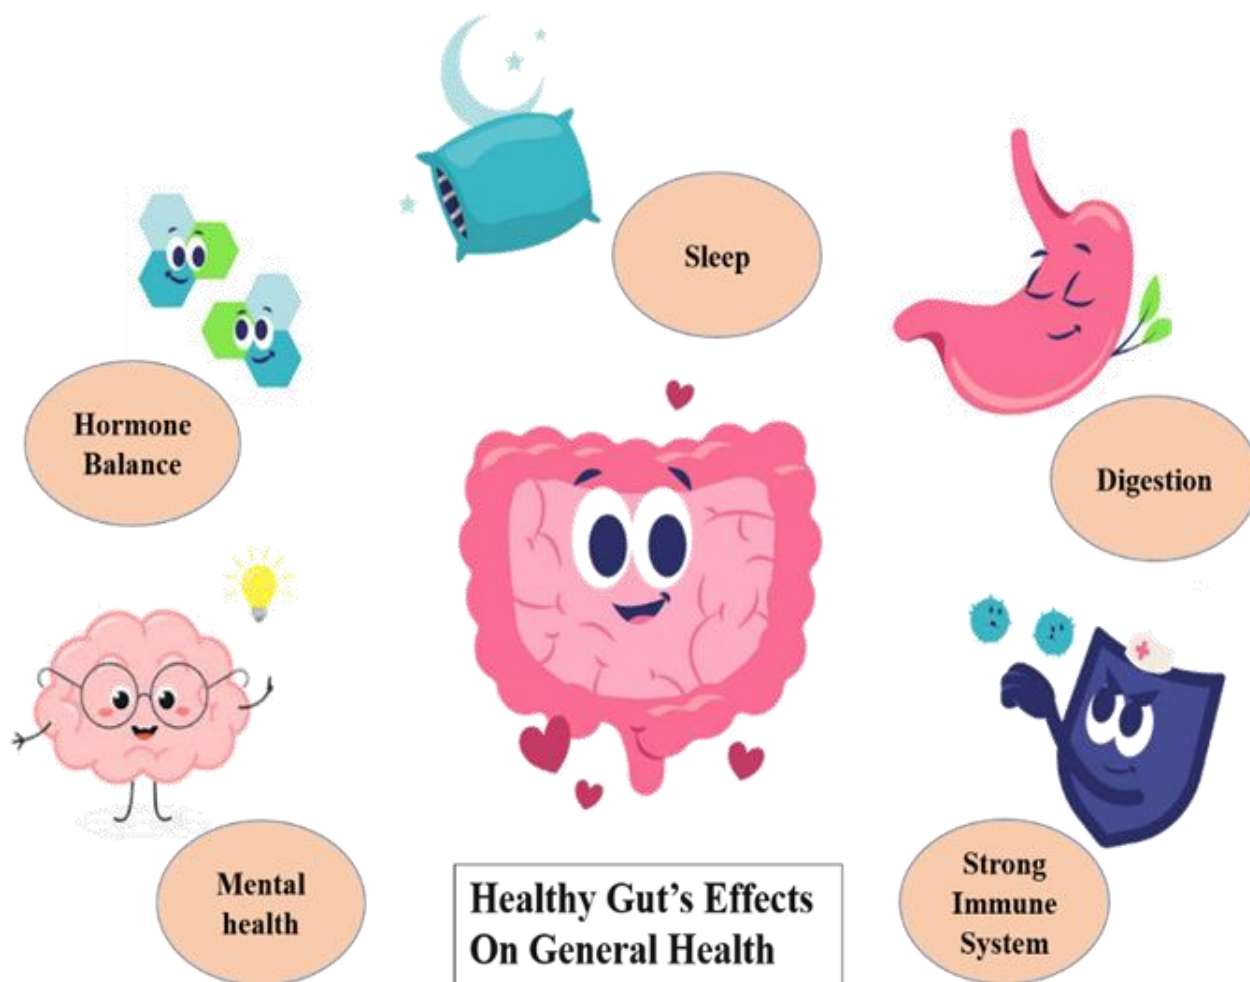 Sleep
Hormone
Balance
Digestion
Mental
health
Strong
Immune
System
Healthy Gut’s Effects
On General Health